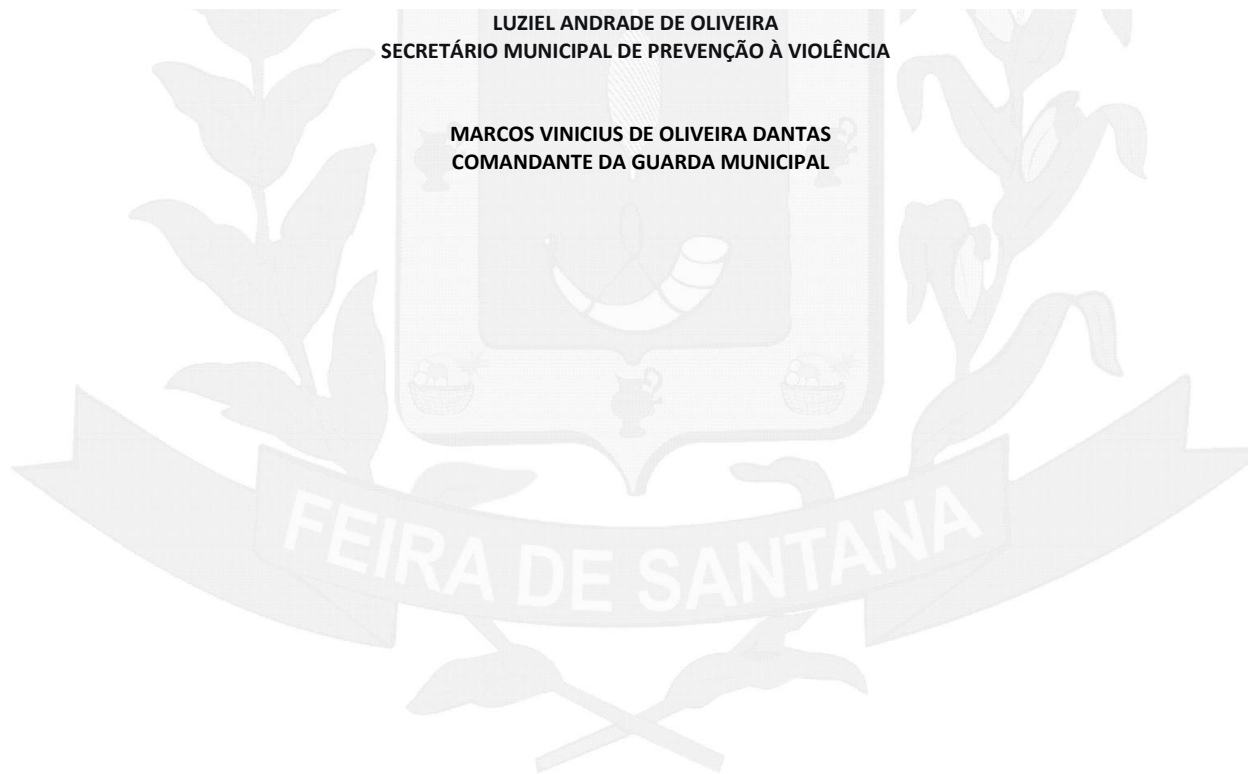 LUZIEL ANDRADE DE OLIVEIRA
SECRETÁRIO MUNICIPAL DE PREVENÇÃO À VIOLÊNCIA
MARCOS VINICIUS DE OLIVEIRA DANTAS
COMANDANTE DA GUARDA MUNICIPAL
FEIRA DE SANTANA